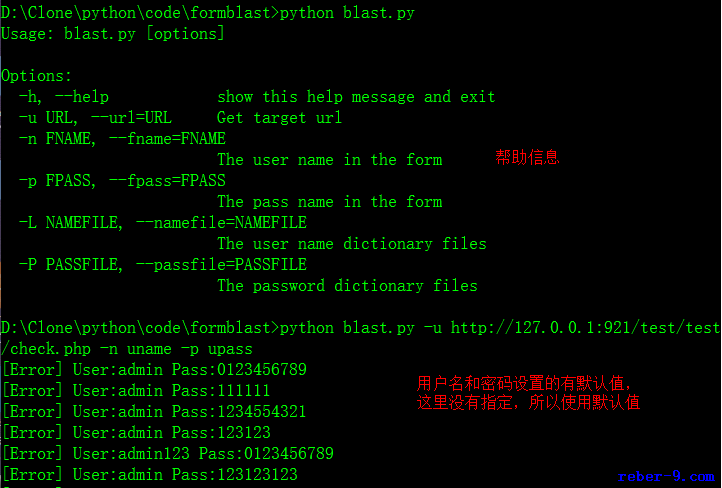 D:\Clone\python\code\formblast>python blast.py
Usage: blast.py [options]
Options:
-h, --help show this help message and exit
-u URL, --url=URL Get target url
-n FNAME, --fname=FNAME
The user name in the form
帮助信息
-p FPASS, --fpass=FPASS
The pass name in the form
-L NAMEFILE, --namefile=NAMEFILE
The user name dictionary files
-P PASSFILE, --passfile=PASSFILE
The password dictionary files
D:\Clone\python\code\formblast>python blast.py -u http://127.0.0.1:921/test/test
/check.php -n uname -p upass
[Error] User:admin Pass:0123456789
[Error] User:admin Pass:111111
[Error] User:admin Pass:1234554321
[Error] User:admin Pass:123123
[Error] User:admin123 Pass:0123456789
[Error] User:admin Pass:123123123
用户名和密码设置的有默认值，
这里没有指定，所以使用默认值
reber-9.com